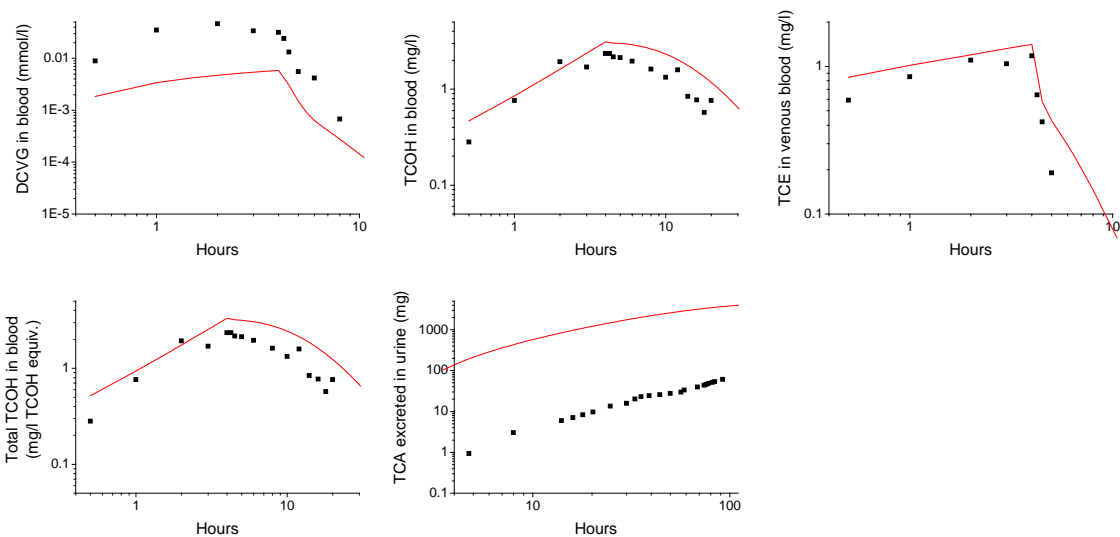 DCVG in blood (mmol/l)
0.01
1E-3
1E-4
1E-5
1
10
Hours
TCOH in blood (mg/l)
1
0.1
1
10
Hours
TCE in venous blood (mg/l)
1
0.1
1
10
Hours
Total TCOH in blood
(mg/l TCOH equiv.)
1
0.1
1
10
Hours
TCA excreted in urine (mg)
1000
100
10
1
0.1
10
100
Hours